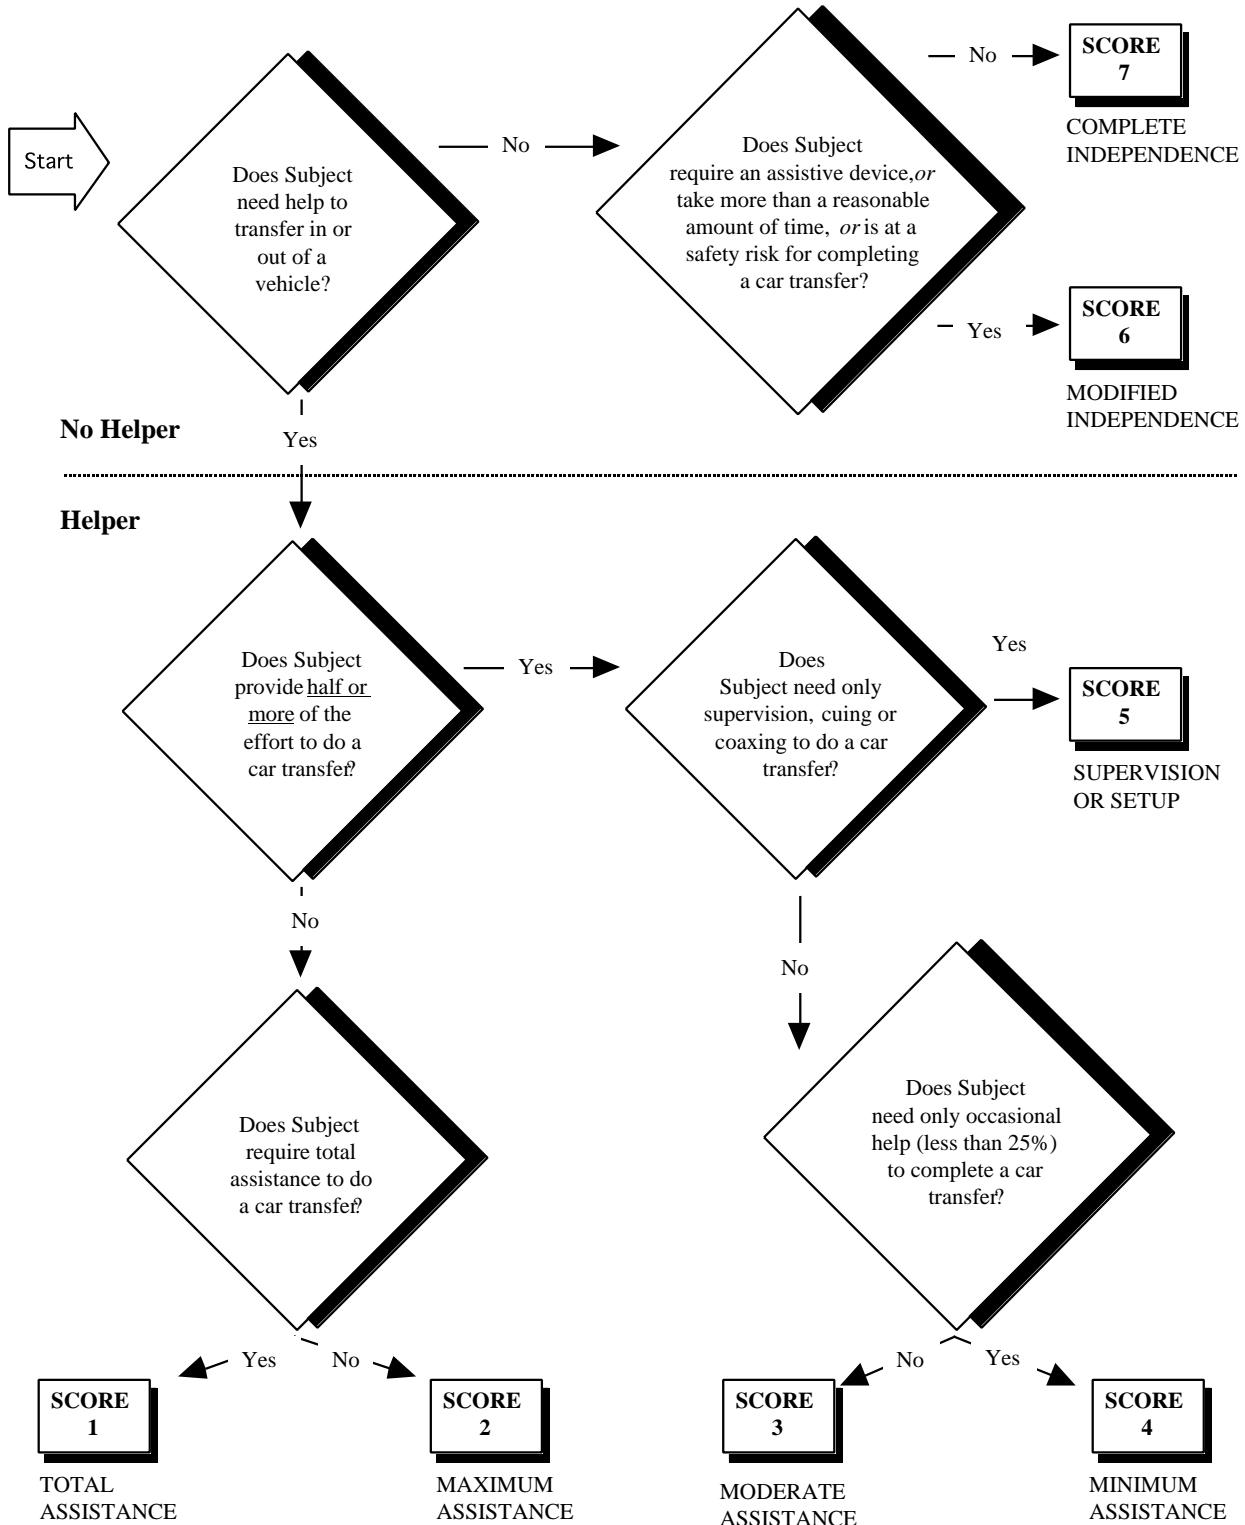 Start
Does Subject
need help to
transfer in or
out of a
vehicle?
No
Does Subject
require an assistive device,or
take more than a reasonable
amount of time, or is at a
safety risk for completing
a car transfer?
No
SCORE
7
COMPLETE
INDEPENDENCE
Yes
SCORE
6
MODIFIED
INDEPENDENCE
No Helper
Yes
Helper
Does Subject
provide half or
more of the
effort to do a
car transfer?
Yes
Does
Subject need only
supervision, cuing or
coaxing to do a car
transfer?
Yes
SCORE
5
SUPERVISION
OR SETUP
No
No
Does Subject
require total
assistance to do
a car transfer?
Does Subject
need only occasional
help (less than 25%)
to complete a car
transfer?
Yes
No
No
Yes
SCORE
1
TOTAL
ASSISTANCE
SCORE
2
MAXIMUM
ASSISTANCE
SCORE
3
MODERATE
ASSISTANCE
SCORE
4
MINIMUM
ASSISTANCE